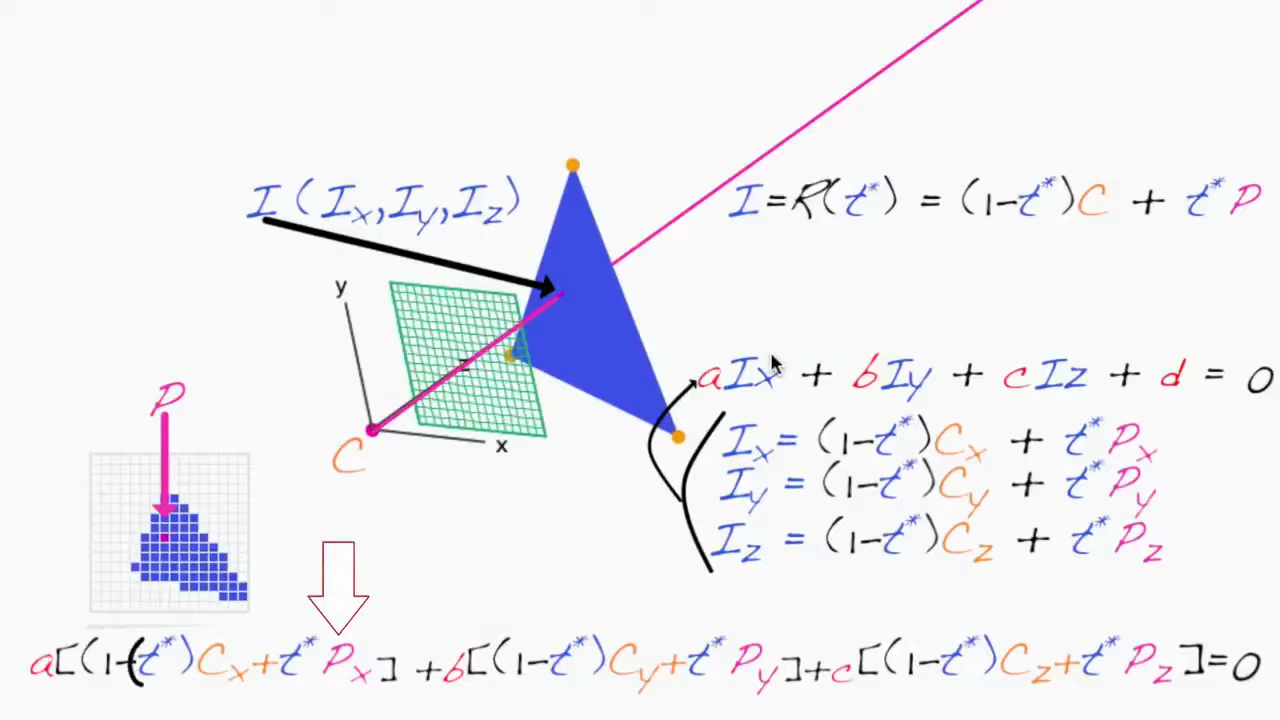 I (Ix,Iy,Iz)
I=R(t*) = (1-t*)C + t*P
y
z
x
C
P
aIx + bIy + cIz + d = 0
Ix = (1-t*)Cx + t*Px
Iy = (1-t*)Cy + t*Py
Iz = (1-t*)Cz + t*Pz
a[(1-t*)Cx+t*Px] +b[(1-t*)Cy+t*Py]+c[(1-t*)Cz+t*Pz]=0